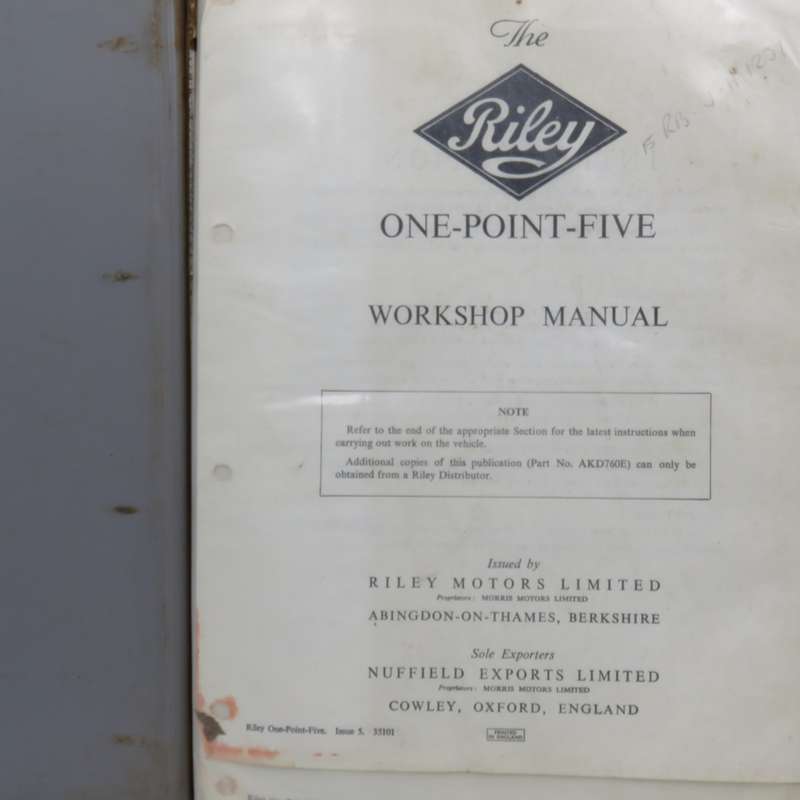 The
Riley
ONE-POINT-FIVE
WORKSHOP MANUAL
NOTE
Refer to the end of the appropriate Section for the latest instructions when
carrying out work on the vehicle.
Additional copies of this publication (Part No. AKD760E) can only be
obtained from a Riley Distributor.
Issued by
RILEY MOTORS LIMITED
Proprietors: MORRIS MOTORS LIMITED
ABINGDON-ON-THAMES, BERKSHIRE
Sole Exporters
NUFFIELD EXPORTS LIMITED
Proprietors: MORRIS MOTORS LIMITED
COWLEY, OXFORD, ENGLAND
Riley One-Point-Five. Issue 5. 35101
PRINTED
IN ENGLAND